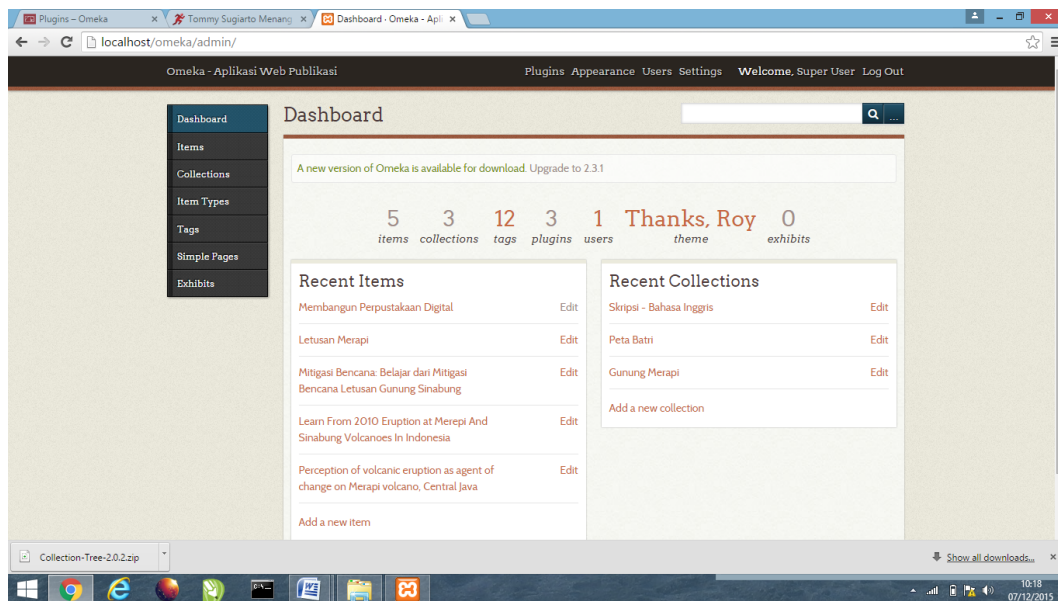 Plugins – Omeka
Tommy Sugiarto Menang
Dashboard · Omeka - Apli
localhost/omeka/admin/
Omeka - Aplikasi Web Publikasi
Plugins Appearance Users Settings Welcome, Super User Log Out
Dashboard
Items
Collections
Item Types
Tags
Simple Pages
Exhibits
Dashboard
...
A new version of Omeka is available for download. Upgrade to 2.3.1
5 3 12 3 1 Thanks, Roy 0
items collections tags plugins users theme exhibits
Recent Items
Membangun Perpustakaan Digital Edit
Letusan Merapi Edit
Mitigasi Bencana: Belajar dari Mitigasi Edit
Bencana Letusan Gunung Sinabung
Learn From 2010 Eruption at Merepi And Edit
Sinabung Volcanoes In Indonesia
Perception of volcanic eruption as agent of Edit
change on Merapi volcano, Central Java
Add a new item
Recent Collections
Skripsi - Bahasa Inggris Edit
Peta Batri Edit
Gunung Merapi Edit
Add a new collection
Collection-Tree-2.0.2.zip
Show all downloads...
10:18
07/12/2015